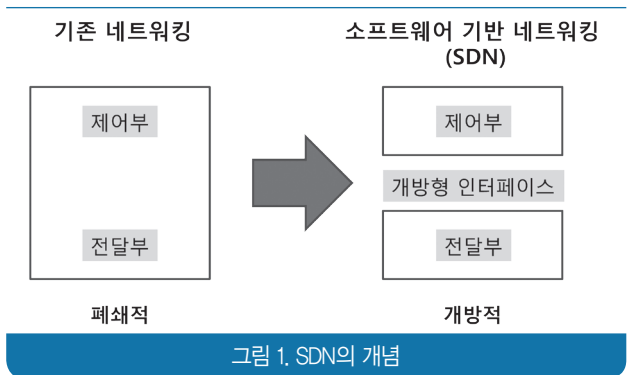 기존 네트워킹
소프트웨어 기반 네트워킹
(SDN)
제어부
전달부
폐쇄적
제어부
개방형 인터페이스
전달부
개방적
그림 1. SDN의 개념